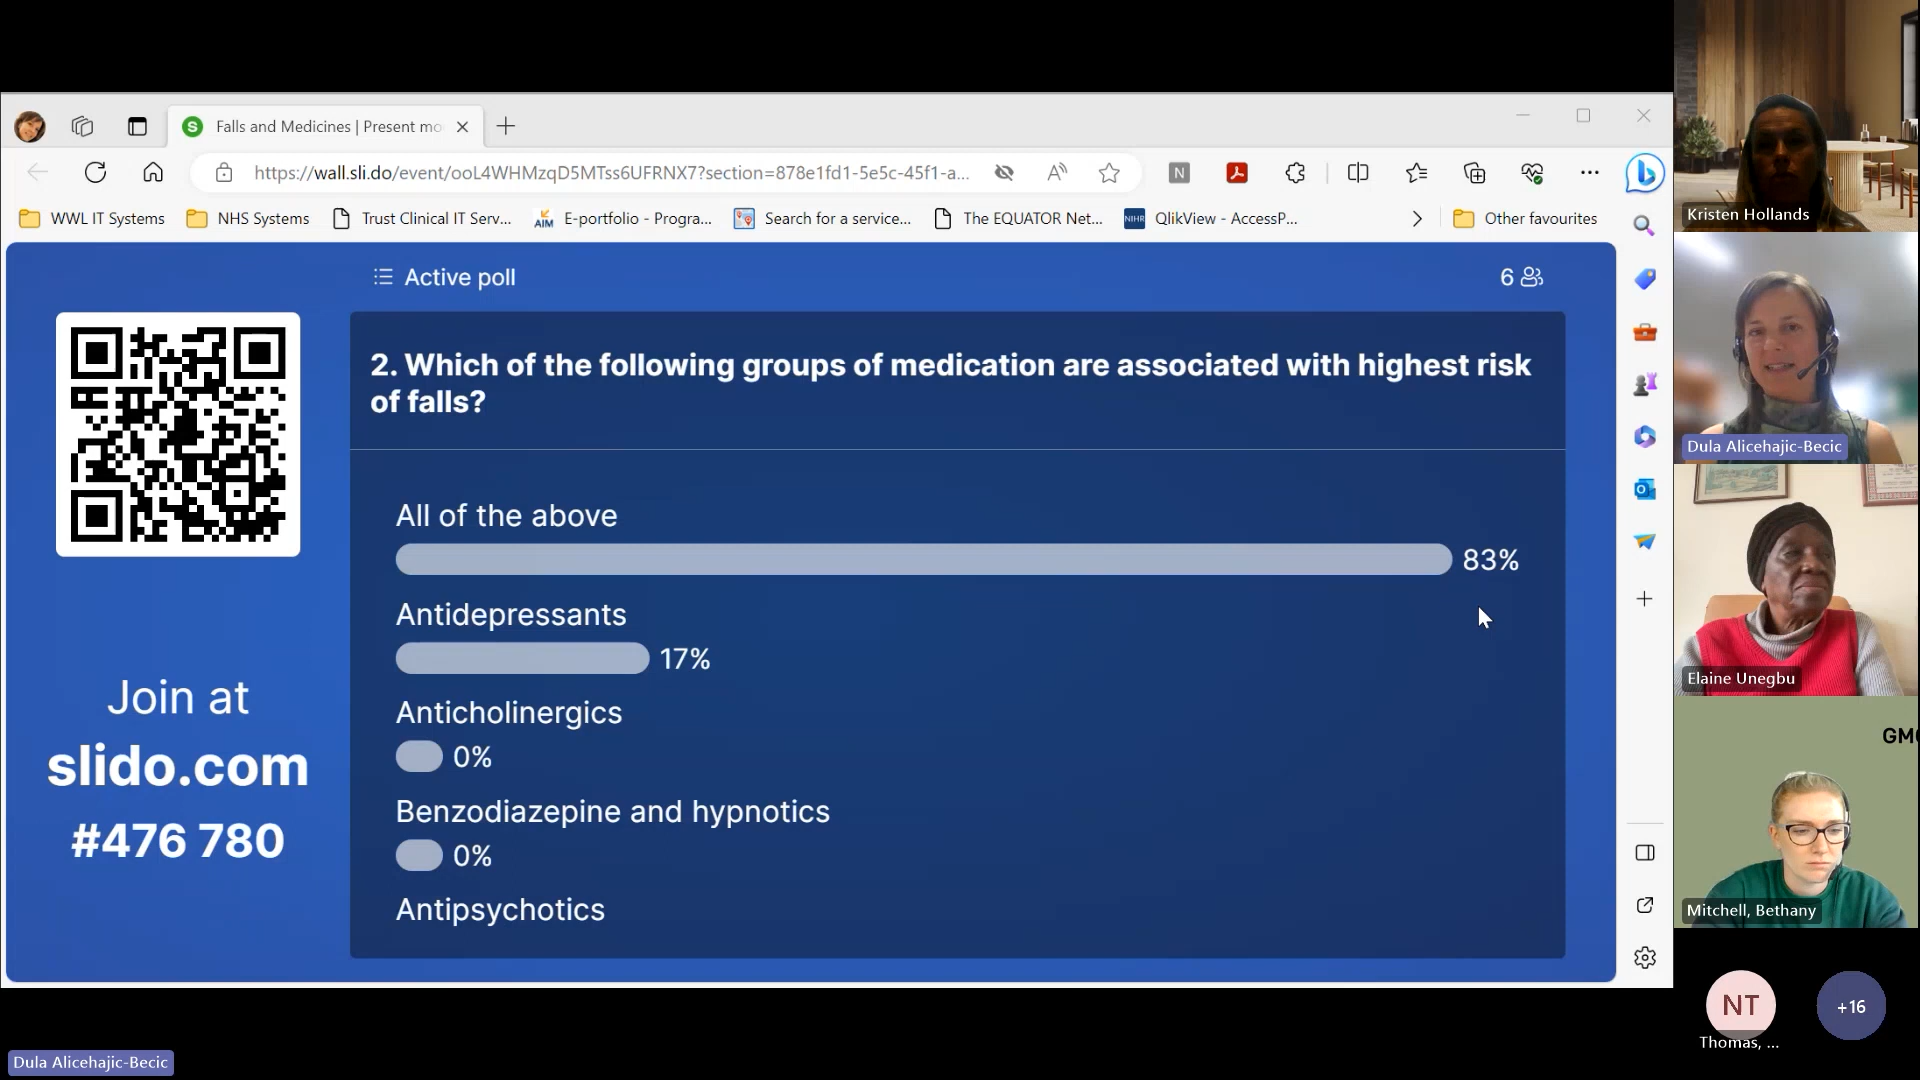 Falls and Medicines | Present mo
https://wall.sli.do/event/ooL4WHMzqD5MTss6UFRNX7?section=878e1fd1-5e5c-45f1-a...
WWL IT Systems
NHS Systems
Trust Clinical IT Serv...
AIM
E-portfolio - Progra...
Search for a service...
The EQUATOR Net...
NIHR
QlikView - AccessP...
Other favourites
Active poll
6
2. Which of the following groups of medication are associated with highest risk
of falls?
All of the above
83%
Antidepressants
17%
Anticholinergics
0%
Benzodiazepine and hypnotics
0%
Antipsychotics
Join at
slido.com
#476 780
Kristen Hollands
Dula Alicehajic-Becic
Elaine Unegbu
GM
Mitchell, Bethany
NT
+16
Thomas, ...
Dula Alicehajic-Becic